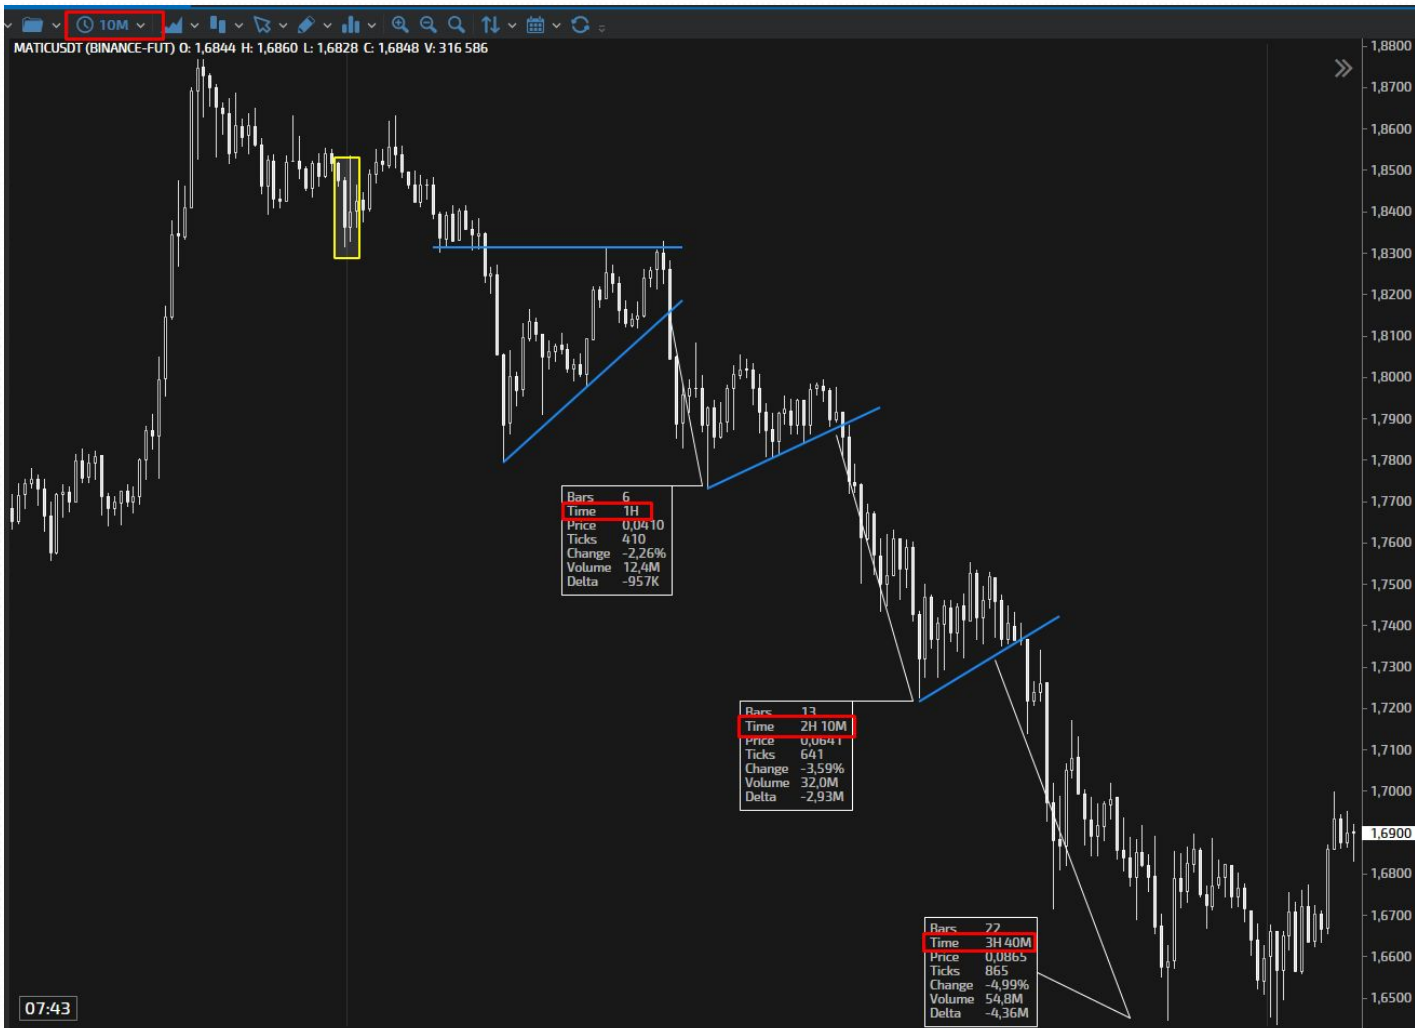 10M
MATICUSDT (BINANCE-FUT) O: 1,6844 H: 1,6860 L: 1,6828 C: 1,6848 V: 316 586
1,8800
1,8700
1,8600
1,8500
1,8400
1,8300
1,8200
1,8100
1,8000
1,7900
1,7800
1,7700
1,7600
1,7500
1,7400
1,7300
1,7200
1,7100
1,7000
1,6900
1,6800
1,6700
1,6600
1,6500
Bars 6
Time 1H
Price 0,0410
Ticks 410
Change -2,26%
Volume 12,4M
Delta -957K
Bars 13
Time 2H 10M
Price 0,0641
Ticks 641
Change -3,59%
Volume 32,0M
Delta -2,93M
Bars 22
Time 3H 40M
Price 0,0865
Ticks 865
Change -4,99%
Volume 54,8M
Delta -4,36M
07:43